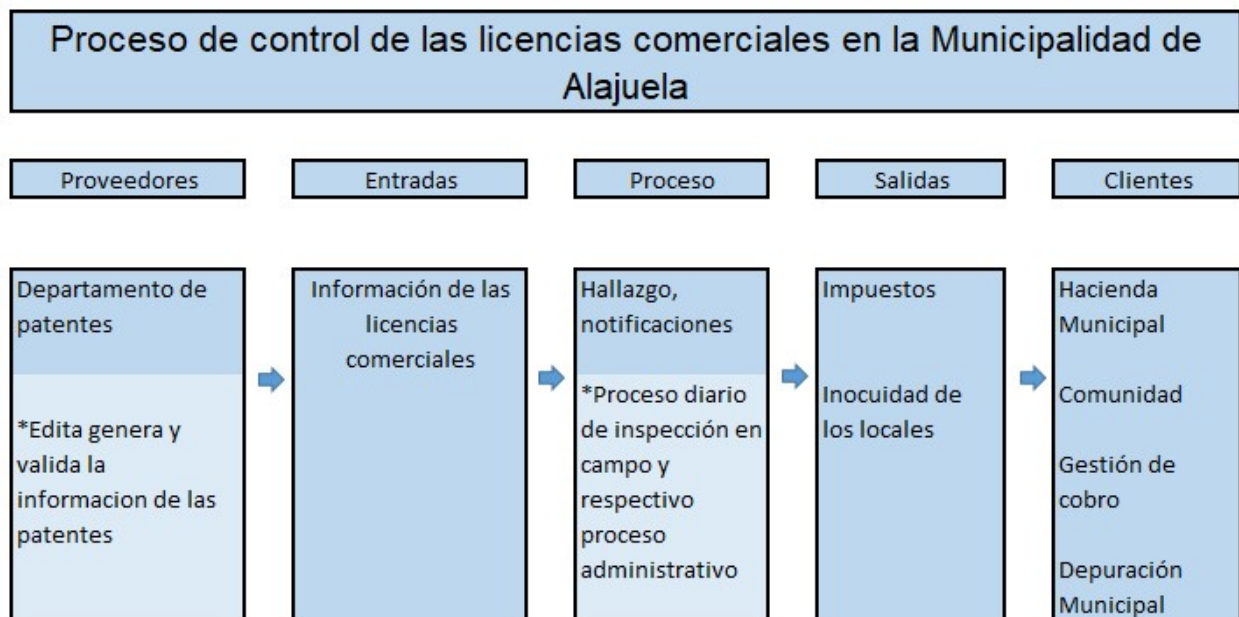 Proceso de control de las licencias comerciales en la Municipalidad de
Alajuela
Proveedores
Entradas
Proceso
Salidas
Clientes
Departamento de
patentes
*Edita genera y
valida la
informacion de las
patentes
Información de las
licencias
comerciales
Hallazgo,
notificaciones
*Proceso diario
de inspección en
campo y
respectivo
proceso
administrativo
Impuestos
Inocuidad de
los locales
Hacienda
Municipal
Comunidad
Gestión de
cobro
Depuración
Municipal